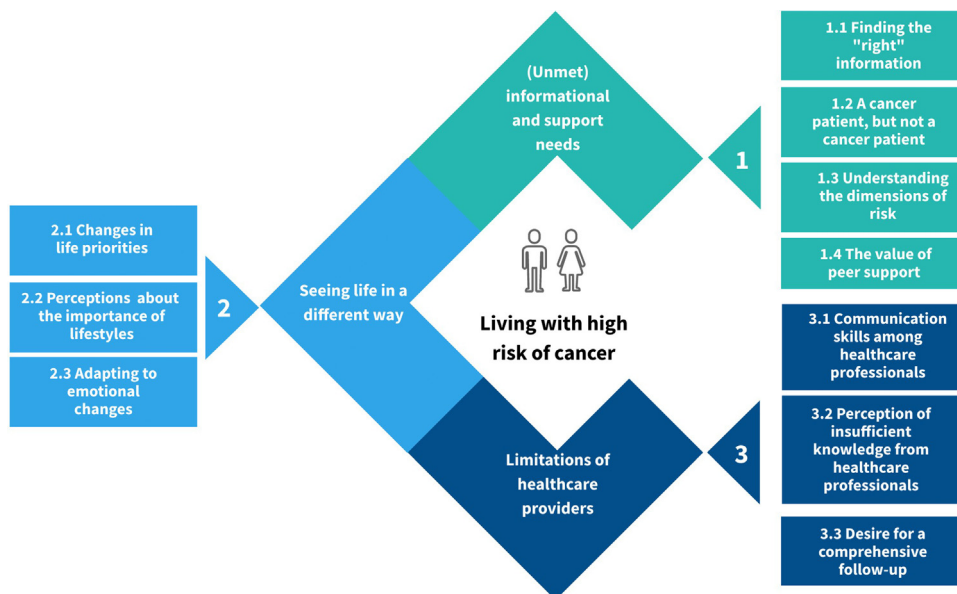 (Unmet)
informational
and support
needs
1
1.1 Finding the
"right"
information
1.2 A cancer
patient, but not a
cancer patient
1.3 Understanding
the dimensions of
risk
1.4 The value of
peer support
2.1 Changes in
life priorities
2.2 Perceptions about
the importance of
lifestyles
2.3 Adapting to
emotional
changes
2
Seeing life in a
different way
Living with high
risk of cancer
Limitations of
healthcare
providers
3
3.1 Communication
skills among
healthcare
professionals
3.2 Perception of
insufficient
knowledge from
healthcare
professionals
3.3 Desire for a
comprehensive
follow-up